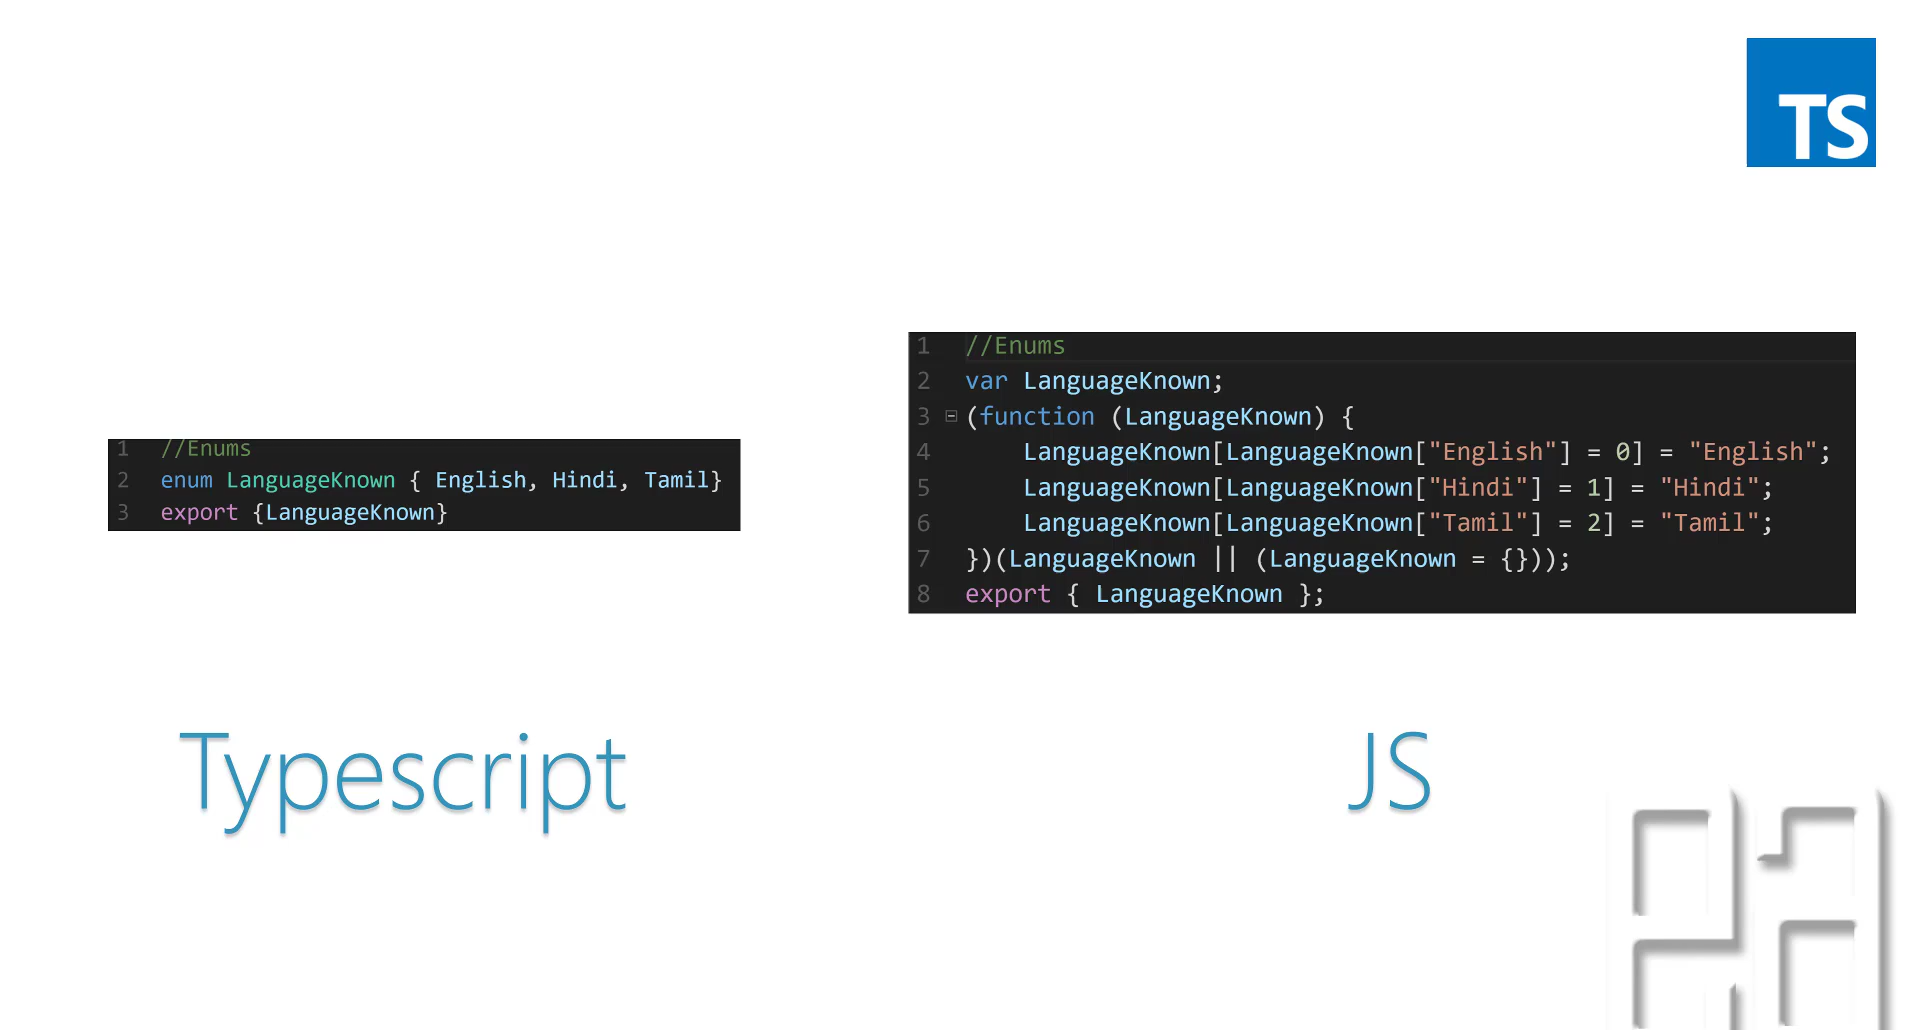 TS
1 //Enums
2 enum LanguageKnown { English, Hindi, Tamil}
3 export {LanguageKnown}
1 //Enums
2 var LanguageKnown;
3 (function (LanguageKnown) {
4     LanguageKnown[LanguageKnown["English"] = 0] = "English";
5     LanguageKnown[LanguageKnown["Hindi"] = 1] = "Hindi";
6     LanguageKnown[LanguageKnown["Tamil"] = 2] = "Tamil";
7 })(LanguageKnown || (LanguageKnown = {}));
8 export { LanguageKnown };
Typescript
JS